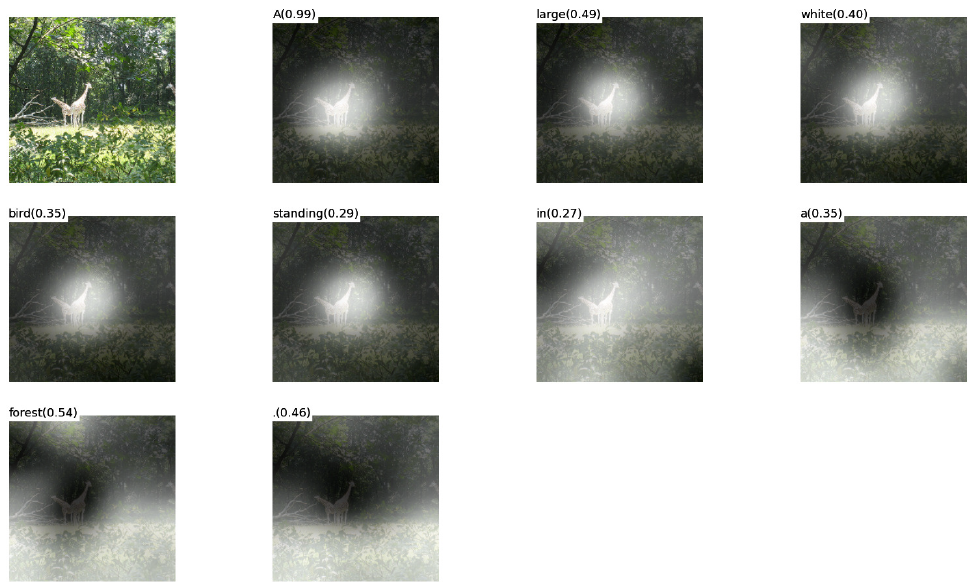 A(0.99)
large(0.49)
white(0.40)
bird(0.35)
standing(0.29)
in(0.27)
a(0.35)
forest(0.54)
.(0.46)